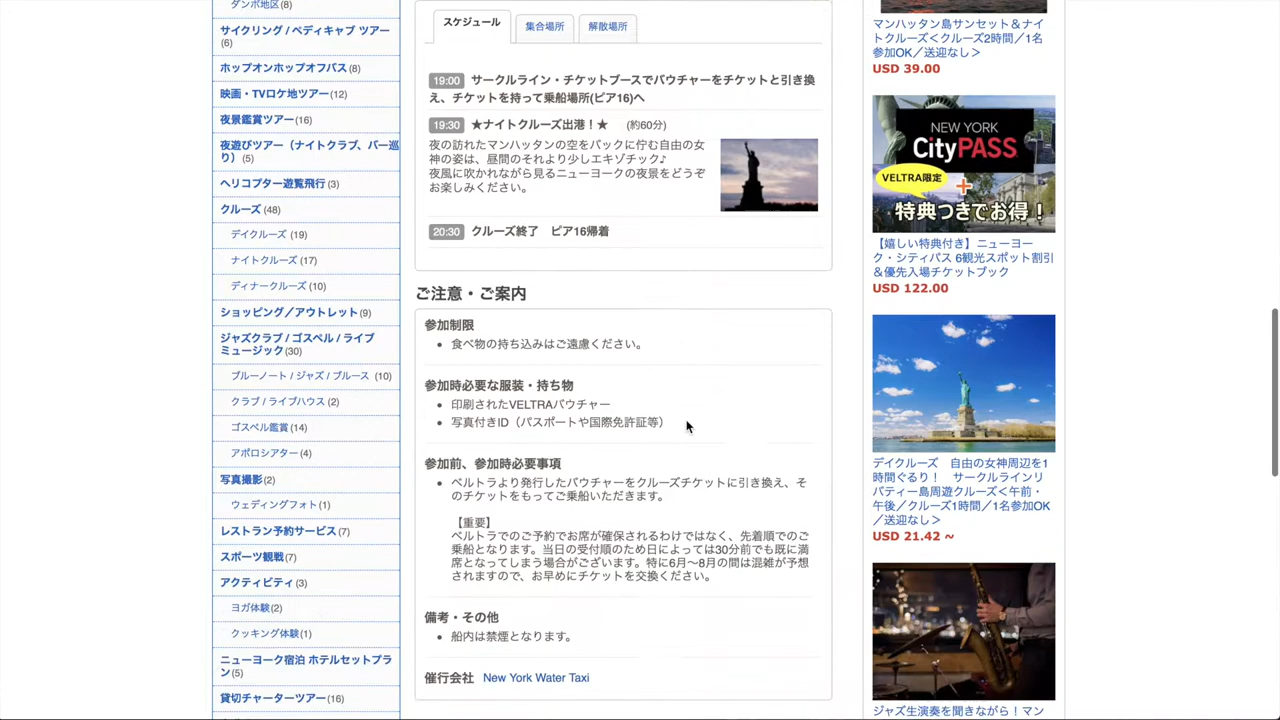 ダンボ地区(8)
サイクリング / ペディキャブ ツアー
(6)
ホップオンホップオフバス(8)
映画・TVロケ地ツアー(12)
夜景鑑賞ツアー(16)
夜遊びツアー（ナイトクラブ、バー巡
り） (5)
ヘリコプター遊覧飛行(3)
クルーズ (48)
デイクルーズ (19)
ナイトクルーズ (17)
ディナークルーズ (10)
ショッピング／アウトレット(9)
ジャズクラブ / ゴスペル / ライブ
ミュージック(30)
ブルーノート / ジャズ / ブルース (10)
クラブ / ライブハウス (2)
ゴスペル鑑賞 (14)
アポロシアター (4)
写真撮影(2)
ウェディングフォト(1)
レストラン予約サービス(7)
スポーツ観戦(7)
アクティビティ(3)
ヨガ体験(2)
クッキング体験(1)
ニューヨーク宿泊 ホテルセットプラ
ン(5)
貸切チャーターツアー(16)
スケジュール
集合場所
解散場所
19:00 サークルライン・チケットブースでバウチャーをチケットと引き換
え、チケットを持って乗船場所(ピア16)へ
19:30 ★ナイトクルーズ出港！★ (約60分)
夜の訪れたマンハッタンの空をバックに佇む自由の女
神の姿は、昼間のそれより少しエキゾチック♪
夜風に吹かれながら見るニューヨークの夜景をどうぞ
お楽しみください。
20:30 クルーズ終了 ピア16帰着
ご注意・ご案内
参加制限
• 食べ物の持ち込みはご遠慮ください。
参加時必要な服装・持ち物
• 印刷されたVELTRAバウチャー
• 写真付きID（パスポートや国際免許証等）
参加前、参加時必要事項
• ベルトラより発行したバウチャーをクルーズチケットに引き換え、そ
のチケットをもってご乗船いただきます。
【重要】
ベルトラでのご予約でお席が確保されるわけではなく、先着順でのご
乗船となります。当日の受付順のため日によっては30分前でも既に満
席となってしまう場合がございます。特に6月〜8月の間は混雑が予想
されますので、お早めにチケットを交換ください。
備考・その他
• 船内は禁煙となります。
催行会社 New York Water Taxi
マンハッタン島サンセット＆ナイ
トクルーズ＜クルーズ2時間／1名
参加OK／送迎なし＞
USD 39.00
NEW YORK
CityPASS
VELTRA限定
+
特典つきでお得！
【嬉しい特典付き】ニューヨー
ク・シティパス 6観光スポット割引
＆優先入場チケットブック
USD 122.00
デイクルーズ 自由の女神周辺を1
時間ぐるり！ サークルラインリ
バティー島周遊クルーズ＜午前・
午後／クルーズ1時間／1名参加OK
／送迎なし＞
USD 21.42 ~
ジャズ生演奏を聞きながら！マン